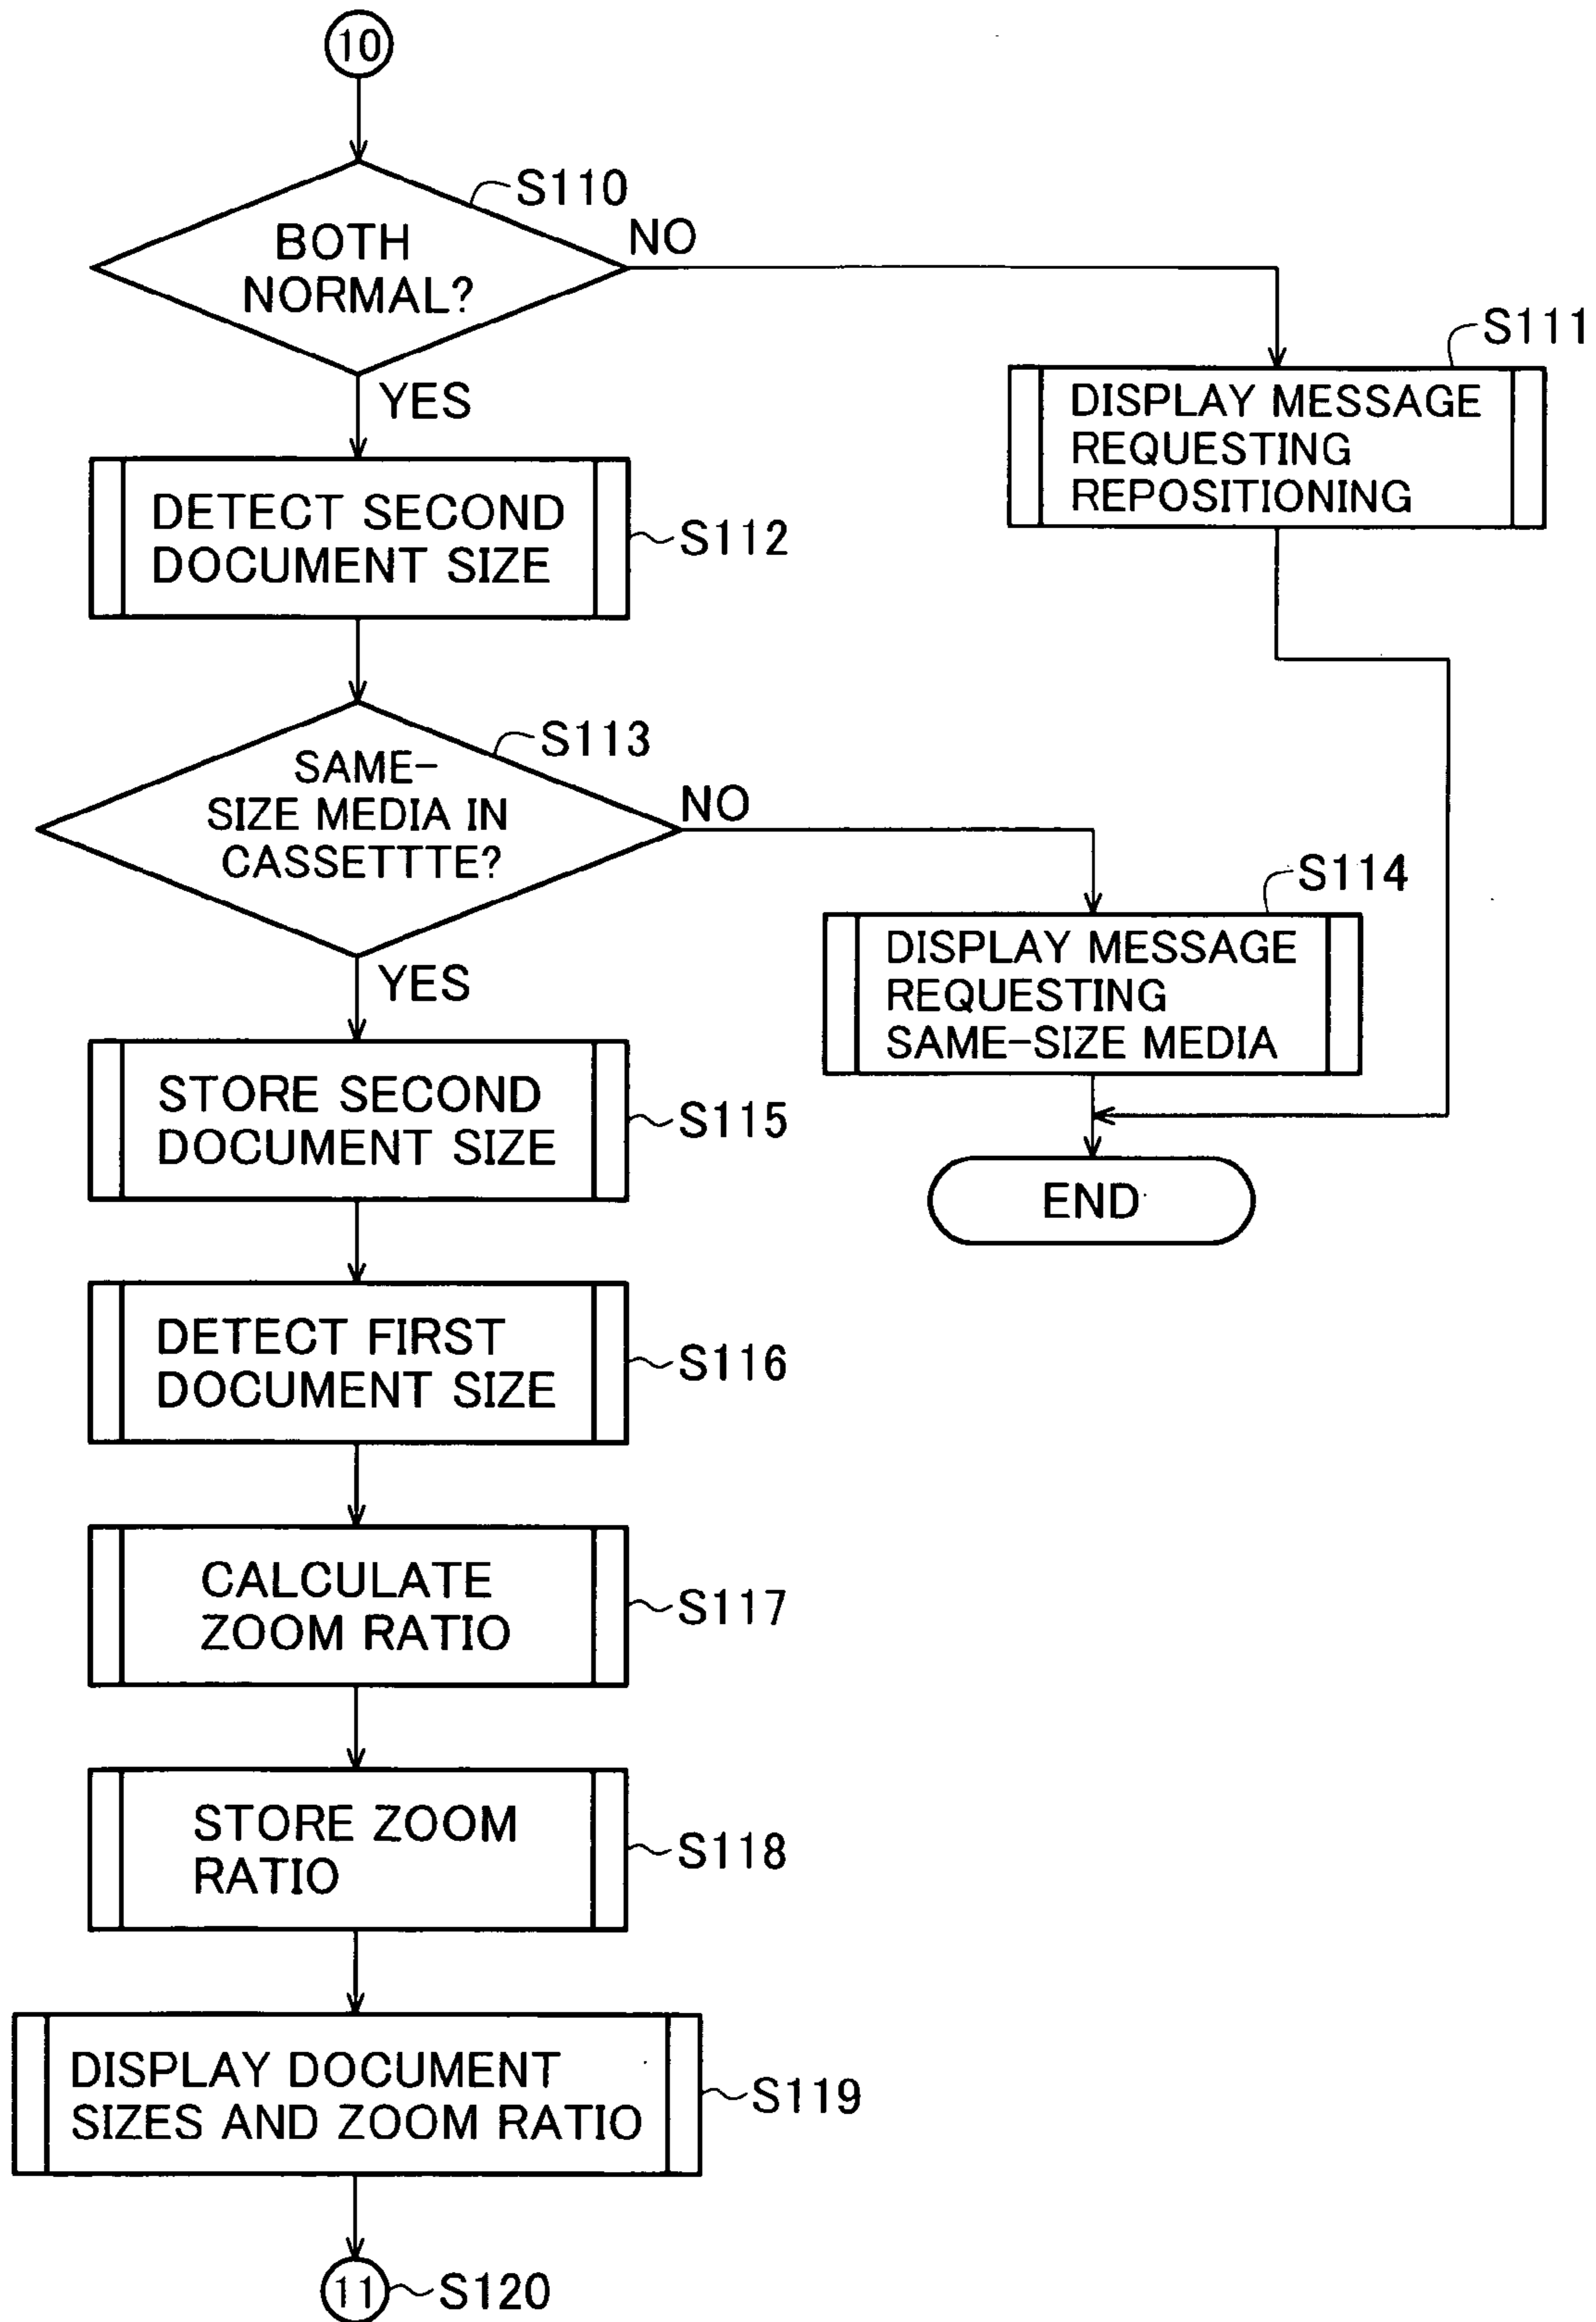 10
S110
BOTH
NORMAL?
NO
YES
S111
DISPLAY MESSAGE
REQUESTING
REPOSITIONING
DETECT SECOND
DOCUMENT SIZE
S112
S113
SAME-
SIZE MEDIA IN
CASSETTTE?
NO
YES
S114
DISPLAY MESSAGE
REQUESTING
SAME-SIZE MEDIA
STORE SECOND
DOCUMENT SIZE
S115
END
DETECT FIRST
DOCUMENT SIZE
S116
CALCULATE
ZOOM RATIO
S117
STORE ZOOM
RATIO
S118
DISPLAY DOCUMENT
SIZES AND ZOOM RATIO
S119
11
S120